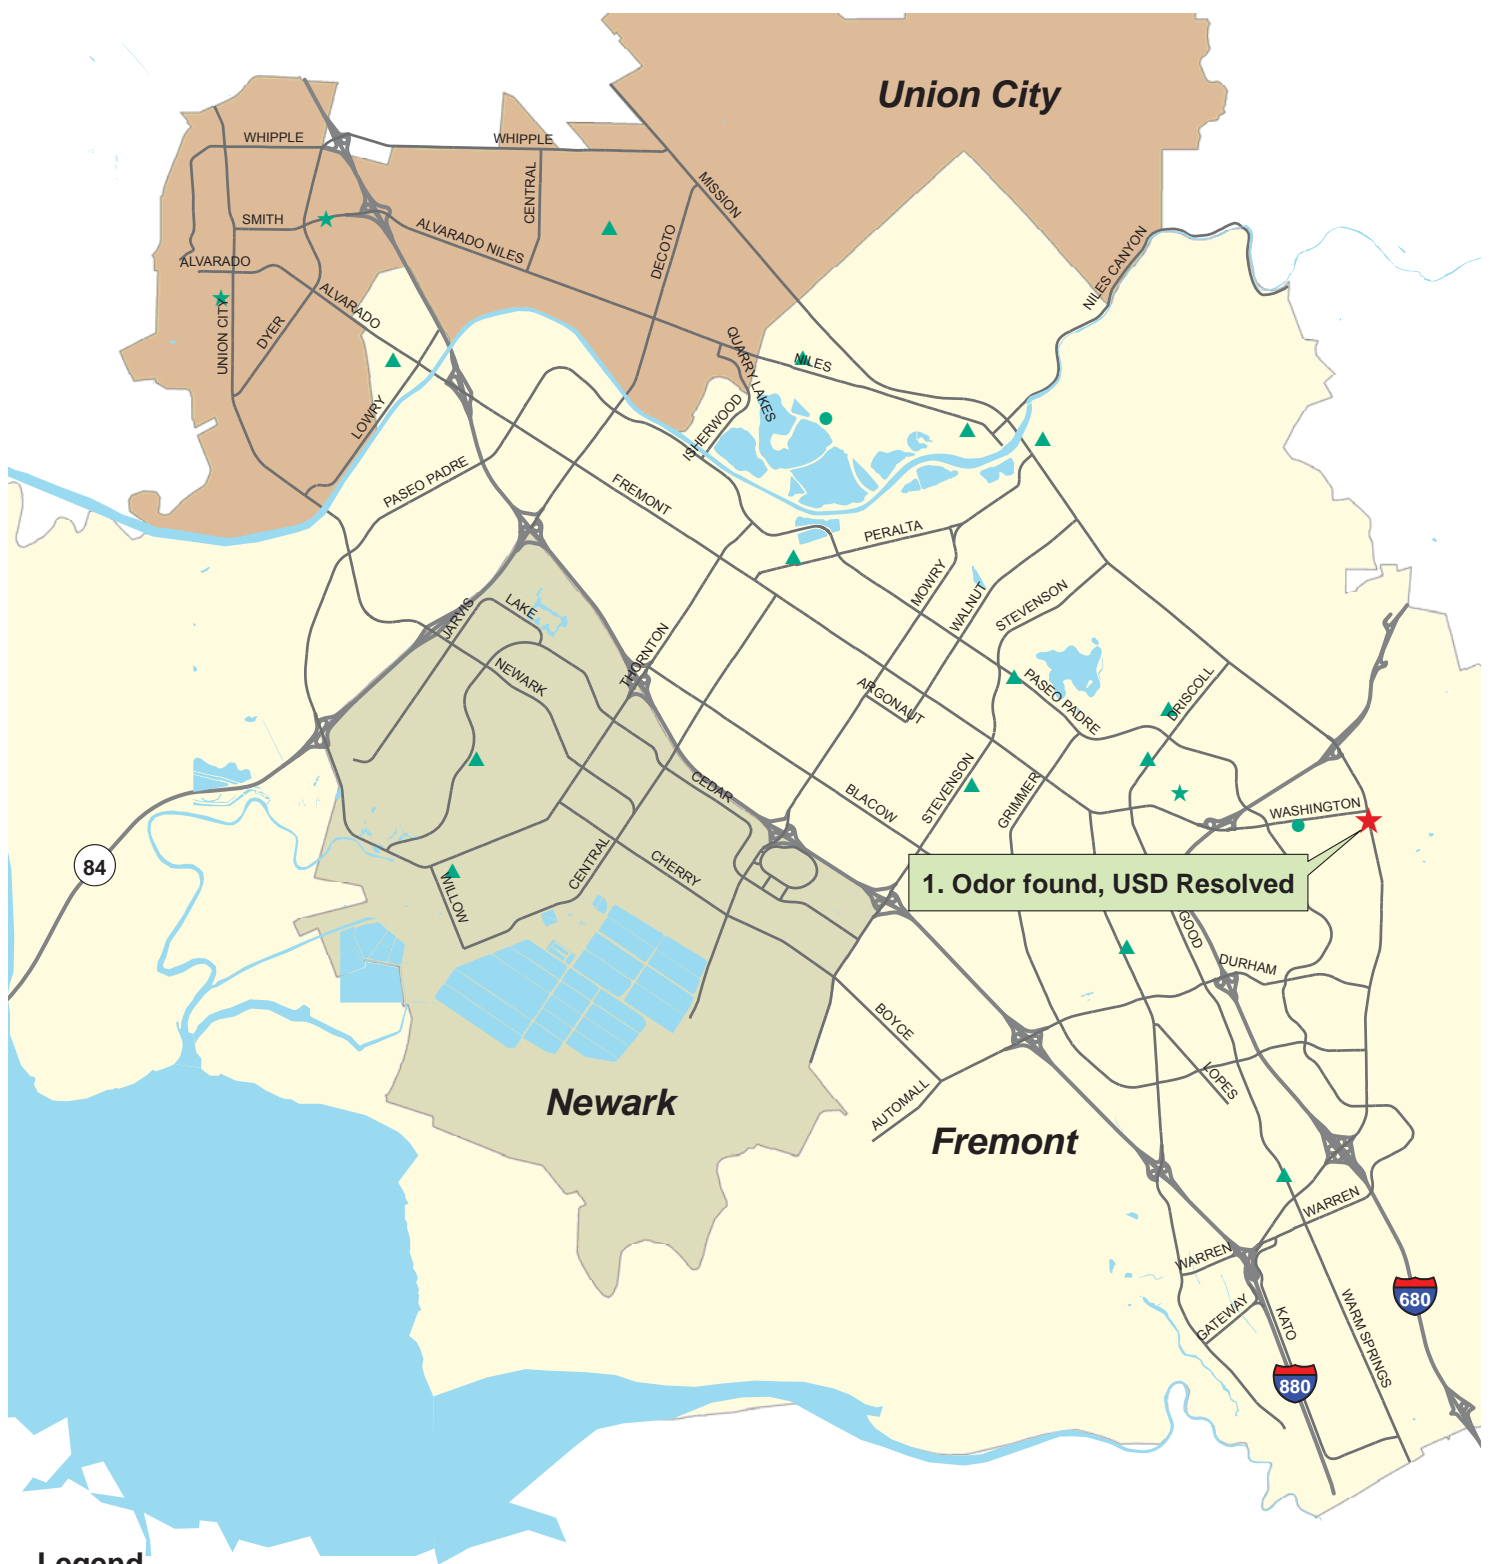 Union City
WHIPPLE
WHIPPLE
CENTRAL
MISSION
SMITH
ALVARADO NILES
DECOTO
NILES CANYON
ALVARADO
ALVARADO
UNION CITY
DYER
QUARRY LAKES
NILES
LOWRY
ISHERWOOD
PASEO PADRE
FREMONT
PERALTA
MOWRY
WALNUT
STEVENSON
JARVIS
LAKE
THORNTON
NEWARK
ARGONAUT
PASEO PADRE
DRISCOLL
CEDAR
BLACOW
STEVENSON
GRIMMER
WASHINGTON
84
CENTRAL
CHERRY
WILLOW
1. Odor found, USD Resolved
GOOD
DURHAM
BOYCE
LOPES
AUTOMALL
Newark
Fremont
WARREN
WARREN
GATEWAY
KATO
WARM SPRINGS
680
880
Legend